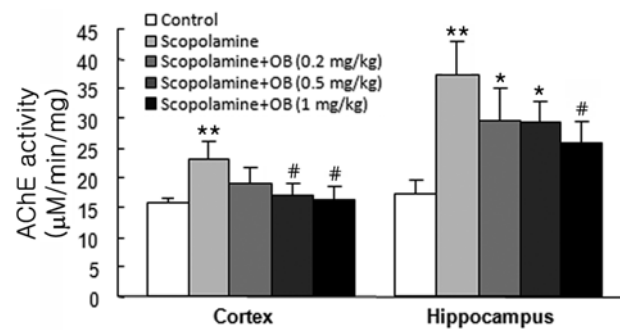 Control
Scopolamine
Scopolamine+OB (0.2 mg/kg)
Scopolamine+OB (0.5 mg/kg)
Scopolamine+OB (1 mg/kg)
AChE activity
(μM/min/mg)
45
40
35
30
25
20
15
10
5
0
**
#
#
**
*
*
#
Cortex
Hippocampus